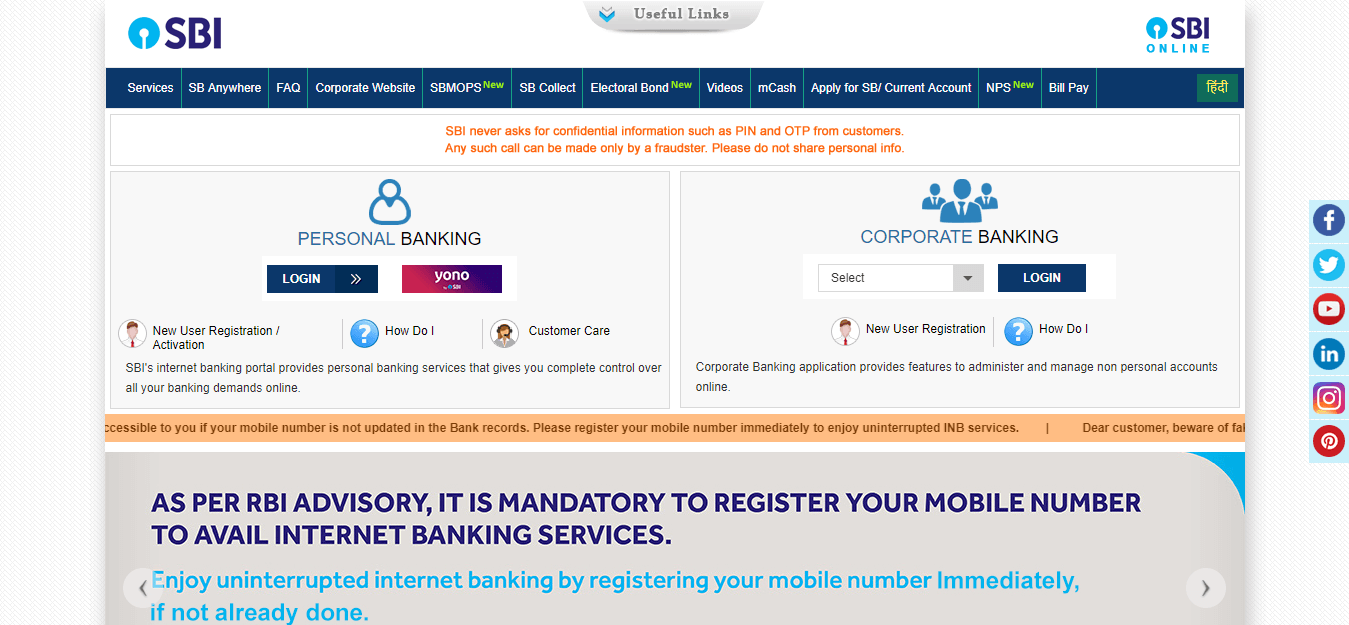 Useful Links
SBI
SBI
ONLINE
Services SB Anywhere FAQ Corporate Website SBMOPS New SB Collect Electoral Bond New Videos mCash Apply for SB/ Current Account NPS New Bill Pay हिंदी
SBI never asks for confidential information such as PIN and OTP from customers.
Any such call can be made only by a fraudster. Please do not share personal info.
PERSONAL BANKING
LOGIN
yono
by SBI
New User Registration /
Activation
How Do I
Customer Care
SBI's internet banking portal provides personal banking services that gives you complete control over
all your banking demands online.
CORPORATE BANKING
Select
LOGIN
New User Registration
How Do I
Corporate Banking application provides features to administer and manage non personal accounts
online.
ccessible to you if your mobile number is not updated in the Bank records. Please register your mobile number immediately to enjoy uninterrupted INB services. | Dear customer, beware of
AS PER RBI ADVISORY, IT IS MANDATORY TO REGISTER YOUR MOBILE NUMBER
TO AVAIL INTERNET BANKING SERVICES.
Enjoy uninterrupted internet banking by registering your mobile number Immediately,
if not already done.